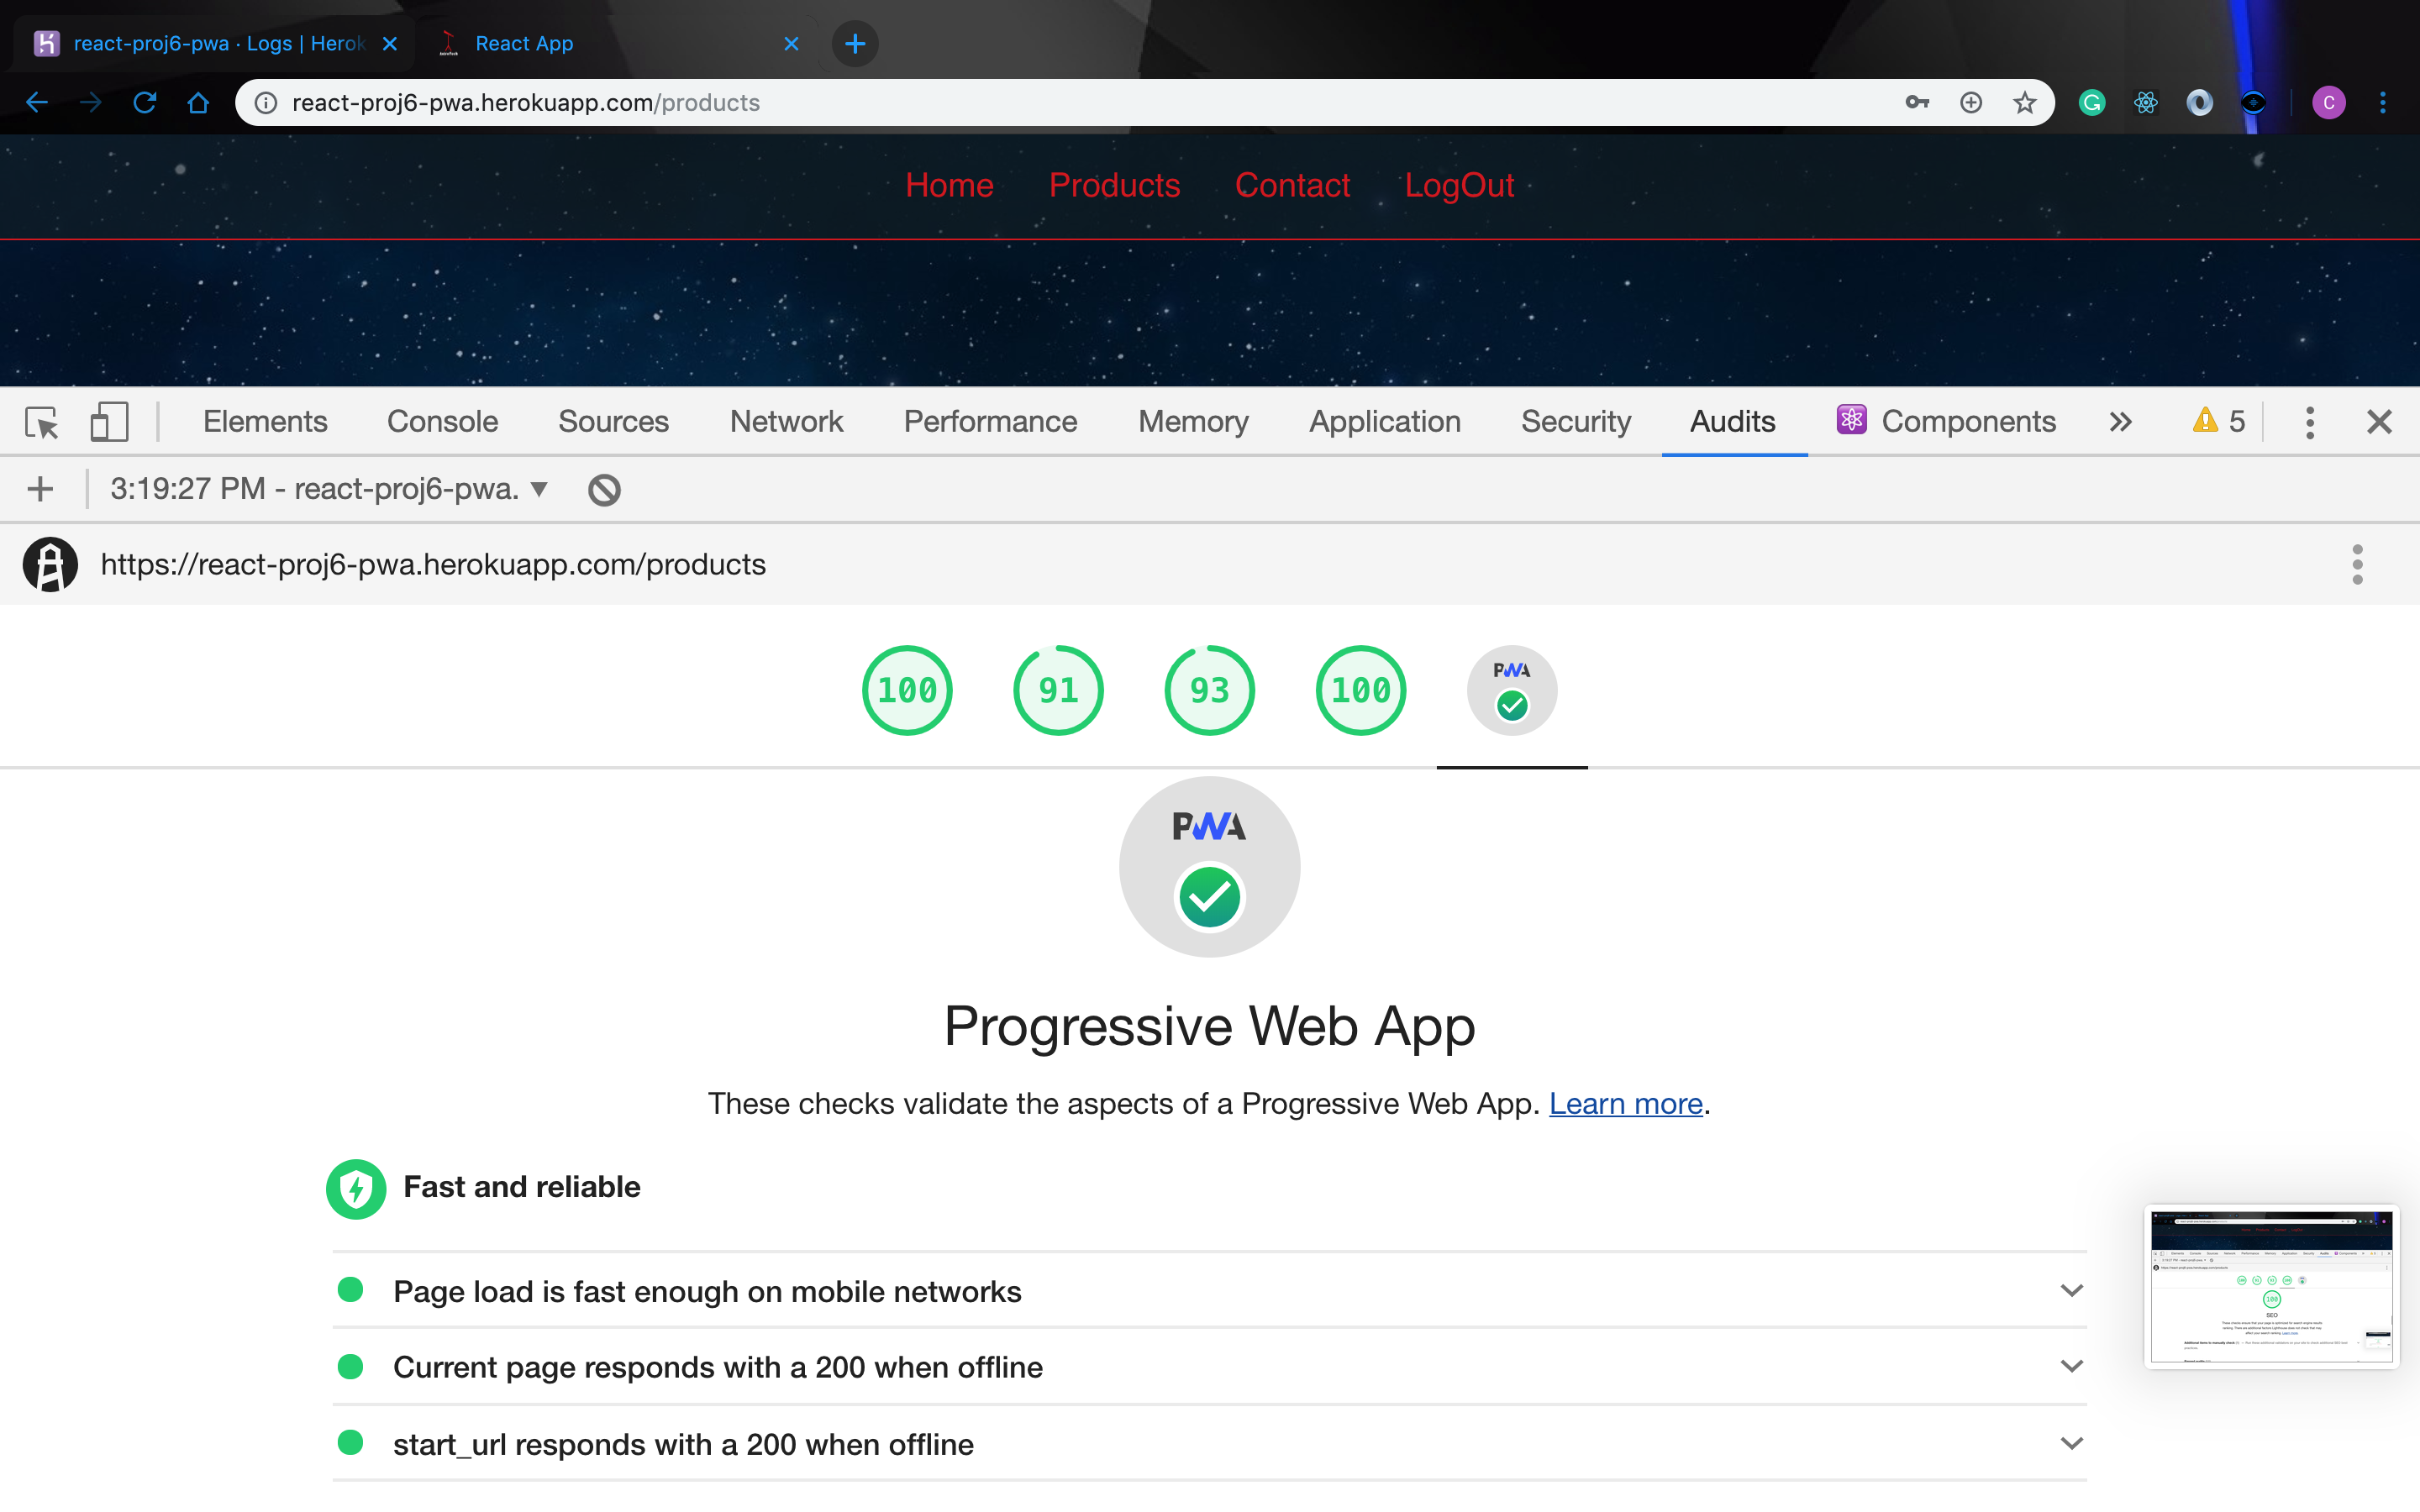 react-proj6-pwa · Logs | Herok
React App
react-proj6-pwa.herokuapp.com/products
C
Home Products Contact LogOut
Elements Console Sources Network Performance Memory Application Security Audits Components » 5
3:19:27 PM - react-proj6-pwa. ▼
https://react-proj6-pwa.herokuapp.com/products
100 91 93 100 PWA
PWA
Progressive Web App
These checks validate the aspects of a Progressive Web App. Learn more.
Fast and reliable
Page load is fast enough on mobile networks
Current page responds with a 200 when offline
start_url responds with a 200 when offline
100
SEO